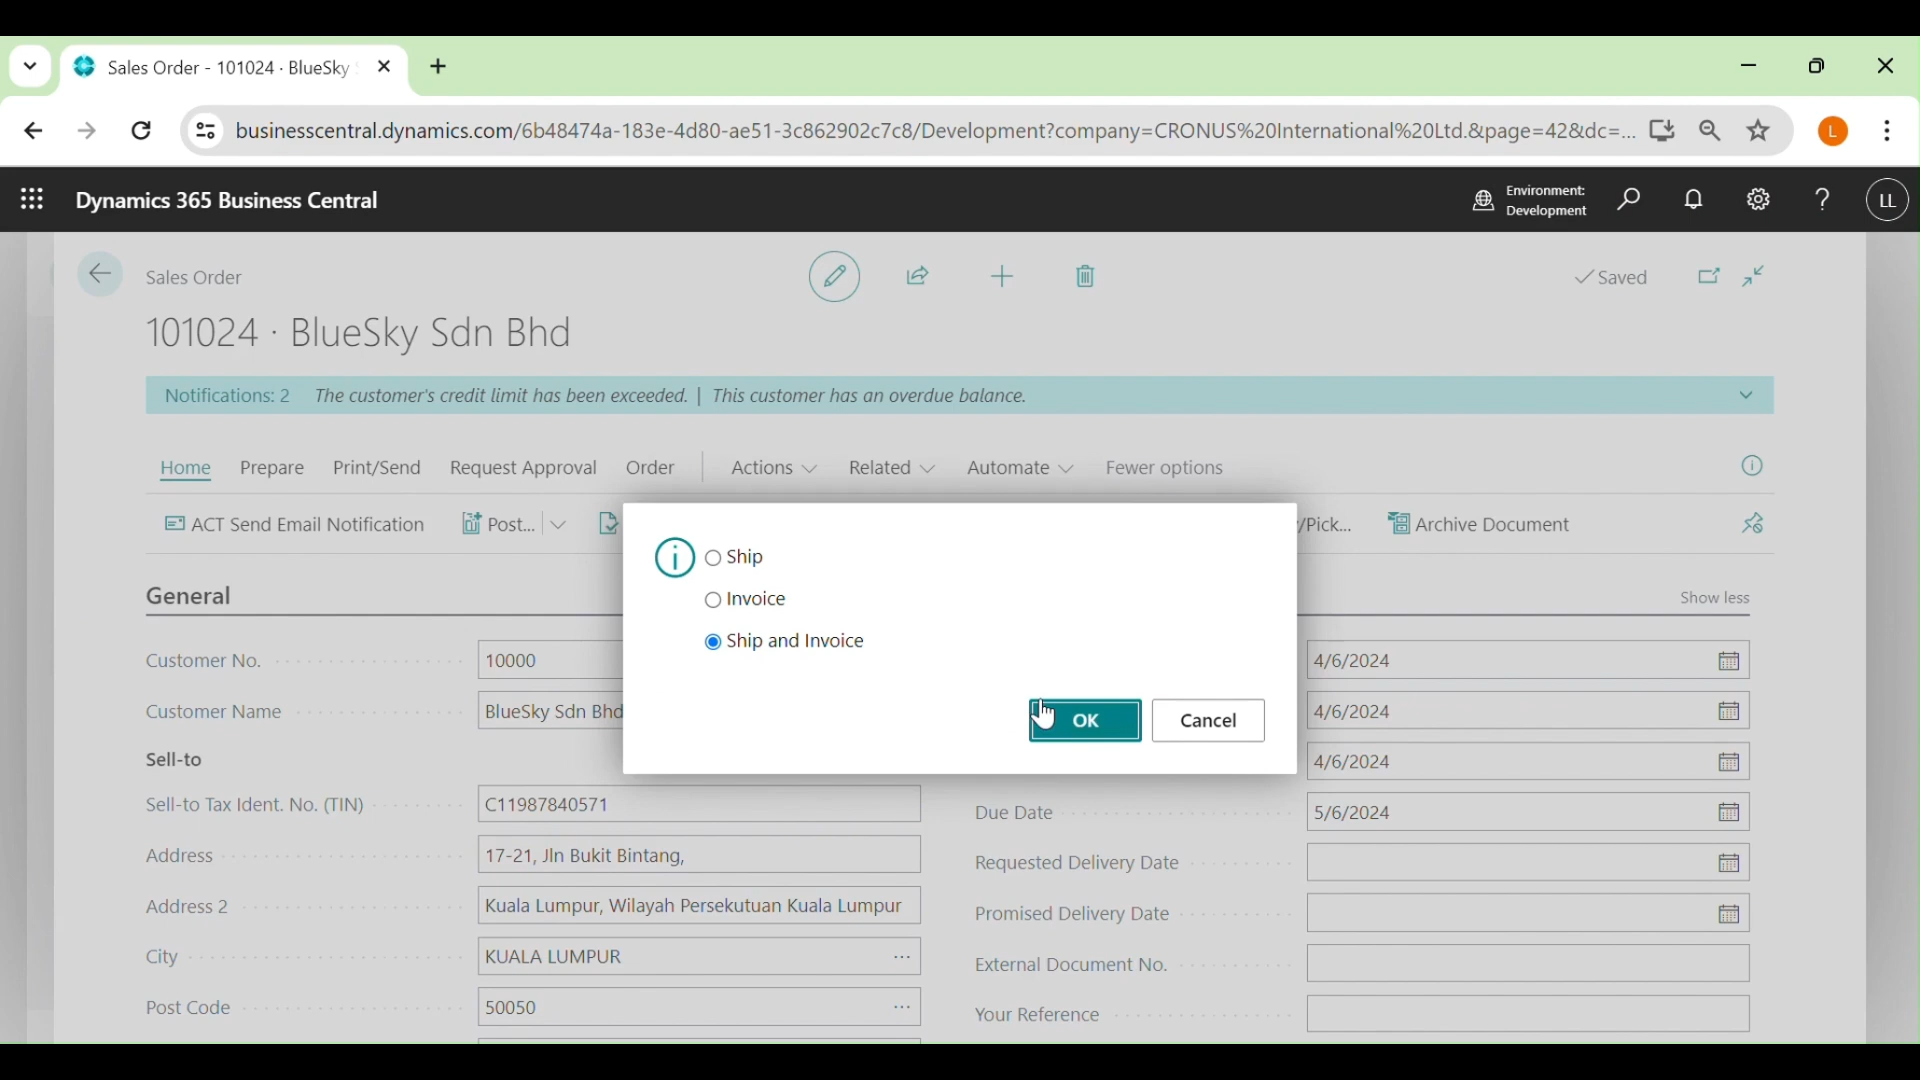 Sales Order - 101024 · BlueSky
businesscentral.dynamics.com/6b48474a-183e-4d80-ae51-3c862902c7c8/Development?company=CRONUS%20International%20Ltd.&page=42&dc=...
L
Dynamics 365 Business Central
Environment:
Development
LL
Sales Order
Saved
101024 · BlueSky Sdn Bhd
Notifications: 2 The customer's credit limit has been exceeded. | This customer has an overdue balance.
Home Prepare Print/Send Request Approval Order Actions Related Automate Fewer options
ACT Send Email Notification Post... /Pick... Archive Document
Ship
Invoice
Ship and Invoice
OK Cancel
General
Show less
Customer No. 10000
4/6/2024
Customer Name BlueSky Sdn Bhd
4/6/2024
Sell-to
4/6/2024
Sell-to Tax Ident. No. (TIN) C11987840571
Due Date 5/6/2024
Address 17-21, Jln Bukit Bintang,
Requested Delivery Date
Address 2 Kuala Lumpur, Wilayah Persekutuan Kuala Lumpur
Promised Delivery Date
City KUALA LUMPUR
External Document No.
Post Code 50050
Your Reference